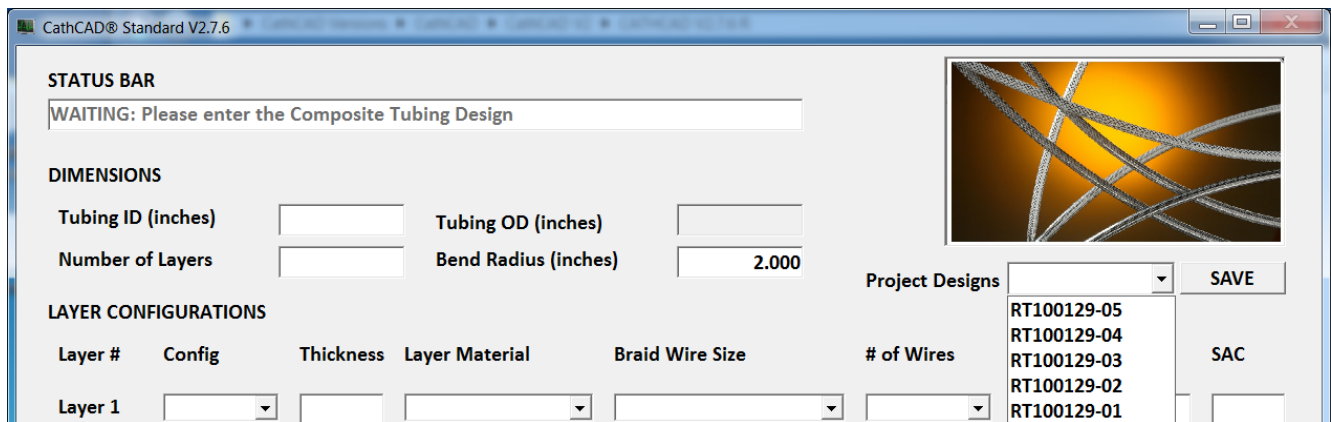 CathCAD® Standard V2.7.6
STATUS BAR
WAITING: Please enter the Composite Tubing Design
DIMENSIONS
Tubing ID (inches) Tubing OD (inches)
Number of Layers Bend Radius (inches) 2.000
Project Designs SAVE
RT100129-05
RT100129-04
RT100129-03
RT100129-02
RT100129-01
LAYER CONFIGURATIONS
Layer # Config Thickness Layer Material Braid Wire Size # of Wires SAC
Layer 1